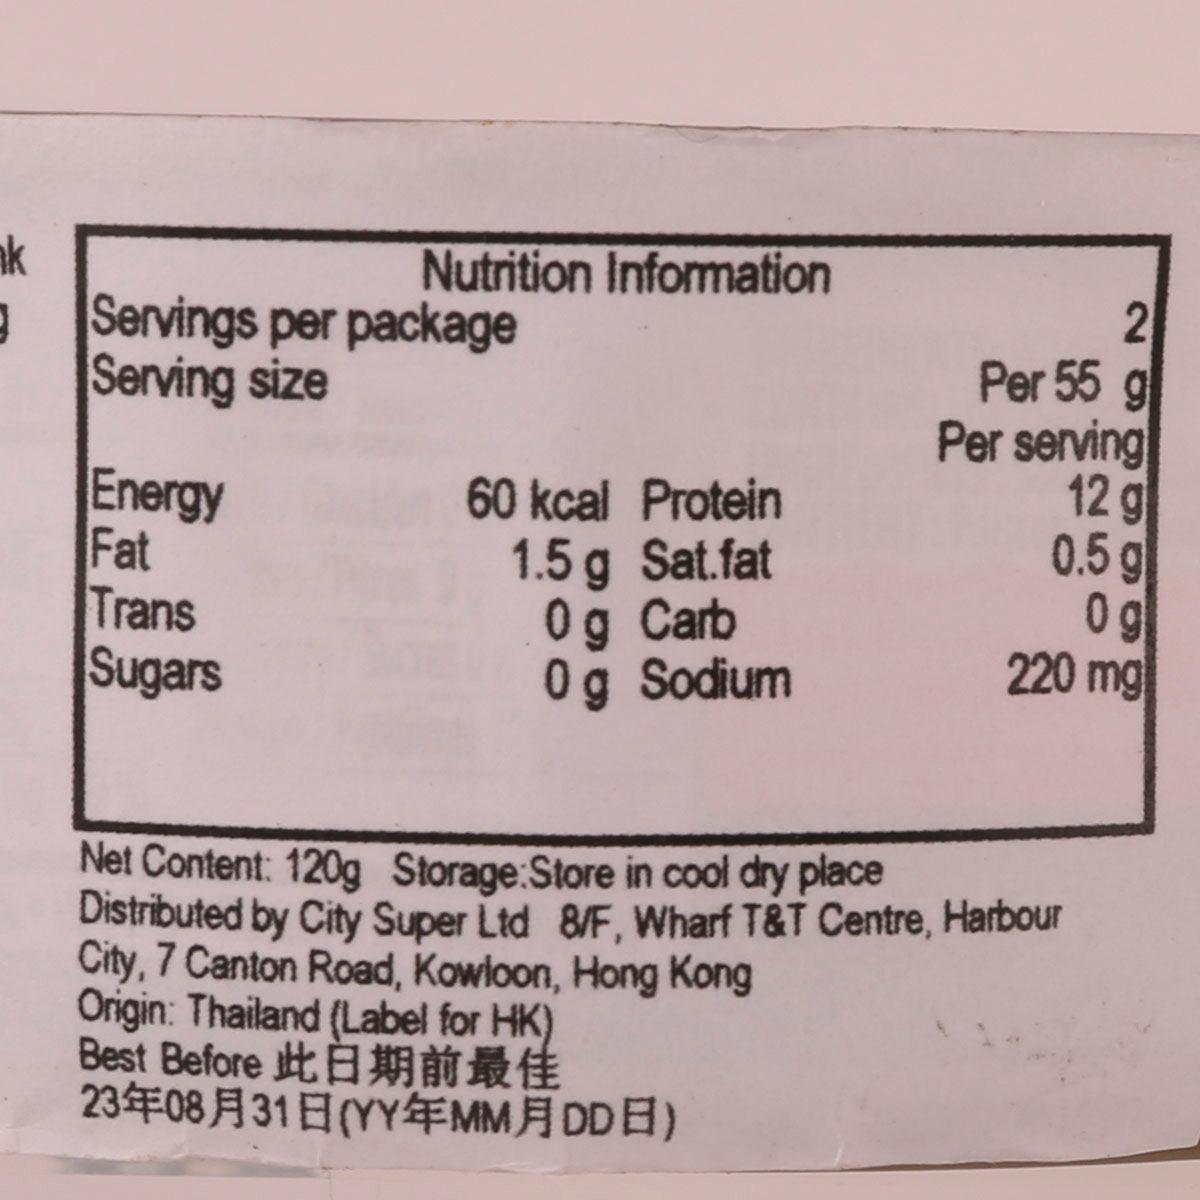 Nutrition Information
Servings per package 2
Serving size Per 55 g
Per serving
Energy 60 kcal Protein 12 g
Fat 1.5 g Sat.fat 0.5 g
Trans 0 g Carb 0 g
Sugars 0 g Sodium 220 mg
Net Content: 120g Storage:Store in cool dry place
Distributed by City Super Ltd 8/F, Wharf T&T Centre, Harbour
City, 7 Canton Road, Kowloon, Hong Kong
Origin: Thailand (Label for HK)
Best Before 此日期前最佳
23年08月31日(YY年MM月DD日)